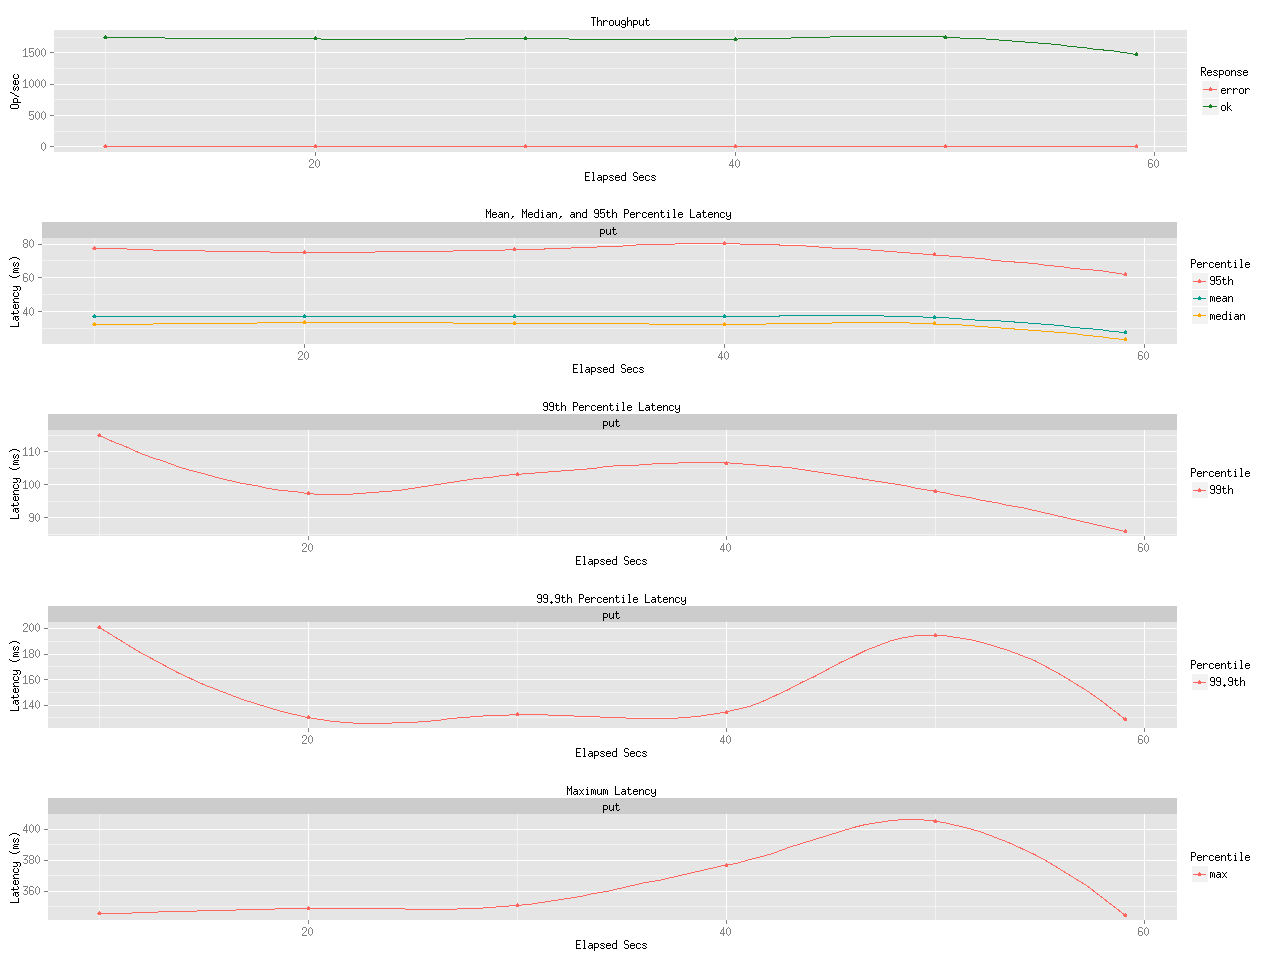 Throughput
Op/sec
1500
1000
500
0
20 40 60
Elapsed Secs
Response
error
ok
Mean, Median, and 95th Percentile Latency
put
Latency (ms)
80
60
40
20 40 60
Elapsed Secs
Percentile
95th
mean
median
99th Percentile Latency
put
Latency (ms)
110
100
90
20 40 60
Elapsed Secs
Percentile
99th
99.9th Percentile Latency
put
Latency (ms)
200
180
160
140
20 40 60
Elapsed Secs
Percentile
99.9th
Maximum Latency
put
Latency (ms)
400
380
360
20 40 60
Elapsed Secs
Percentile
max